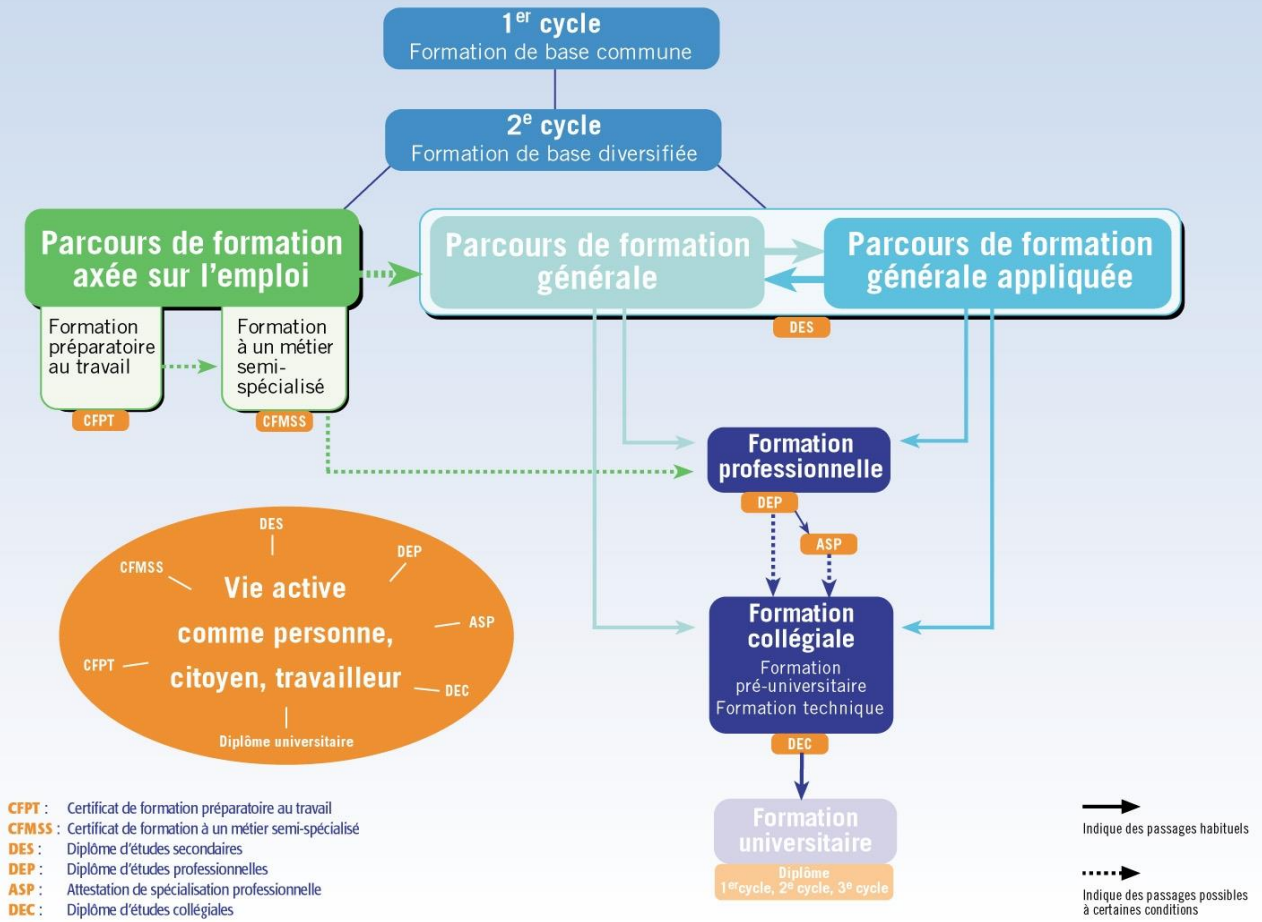 1er cycle
Formation de base commune
2e cycle
Formation de base diversifiée
Parcours de formation
axée sur l'emploi
Parcours de formation
générale
Parcours de formation
générale appliquée
DES
Formation
préparatoire
au travail
CFPT
Formation
à un métier
semi-
spécialisé
CFMSS
Formation
professionnelle
DEP
ASP
Formation
collégiale
Formation
pré-universitaire
Formation technique
DEC
Formation
universitaire
Diplôme
1er cycle, 2e cycle, 3e cycle
DES
DEP
CFMSS
Vie active
comme personne,
citoyen, travailleur
ASP
CFPT
DEC
Diplôme universitaire
CFPT : Certificat de formation préparatoire au travail
CFMSS : Certificat de formation à un métier semi-spécialisé
DES : Diplôme d'études secondaires
DEP : Diplôme d'études professionnelles
ASP : Attestation de spécialisation professionnelle
DEC : Diplôme d'études collégiales
Indique des passages habituels
Indique des passages possibles
à certaines conditions